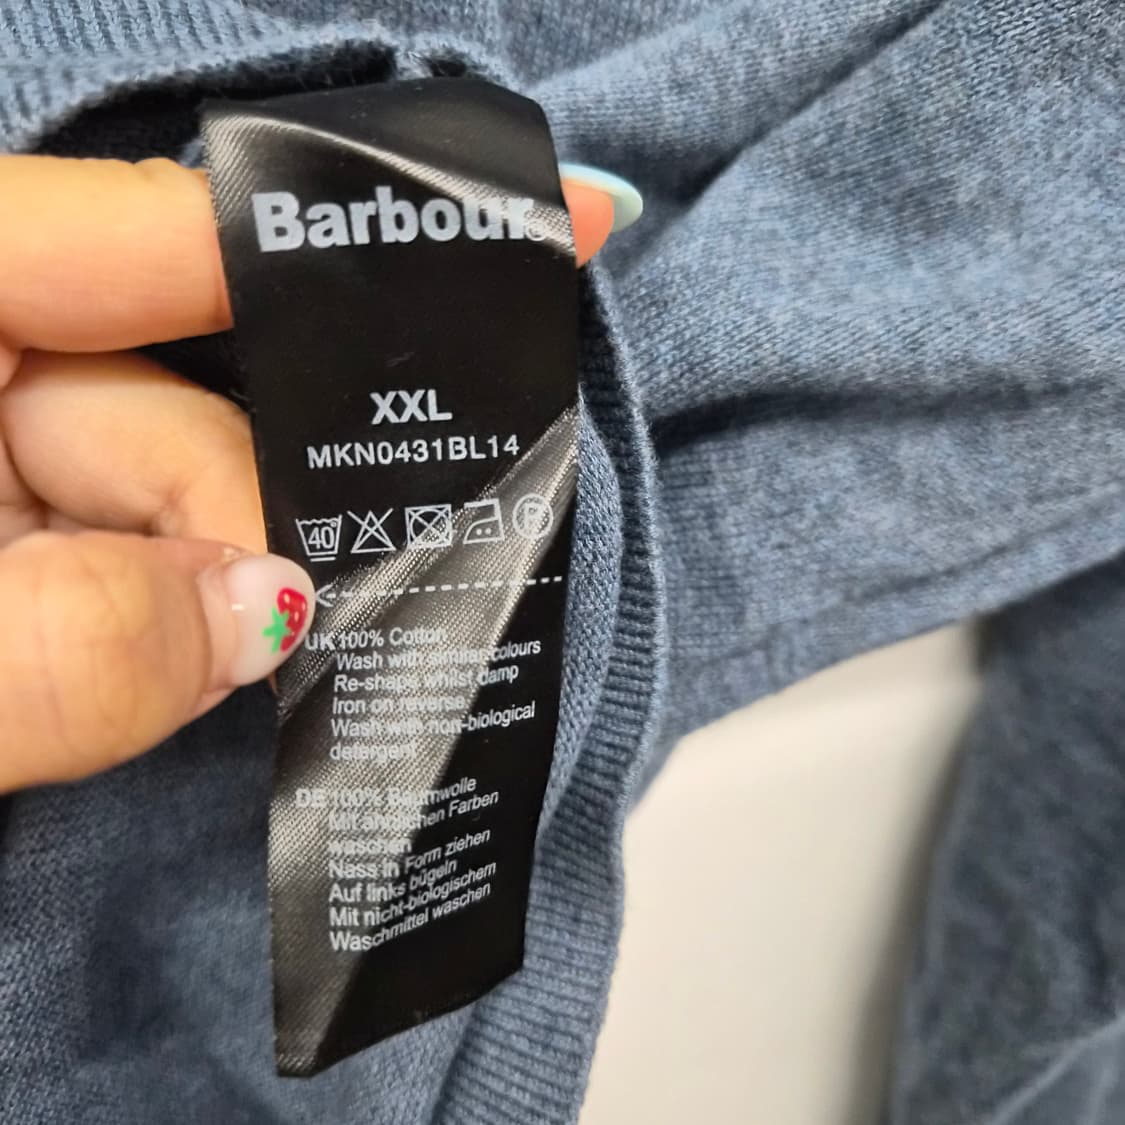 Barbour®
XXL
MKN0431BL14
40° P
UK 100% Cotton
Wash with similar colours
Re-shape whilst damp
Iron on reverse
Wash with non-biological
detergent
DE 100% Baumwolle
Mit ähnlichen Farben
waschen
Nass in Form ziehen
Auf links bügeln
Mit nicht-biologischem
Waschmittel waschen